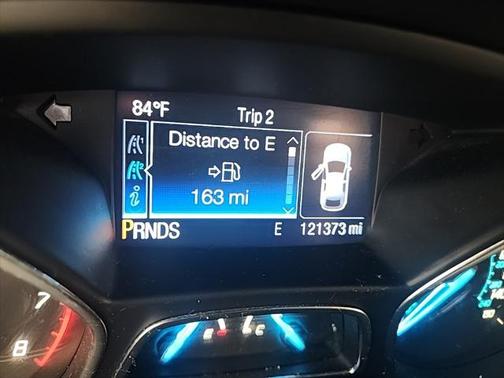 84°F Trip 2
Distance to E
163 mi
PRNDS E 121373 mi
7
8